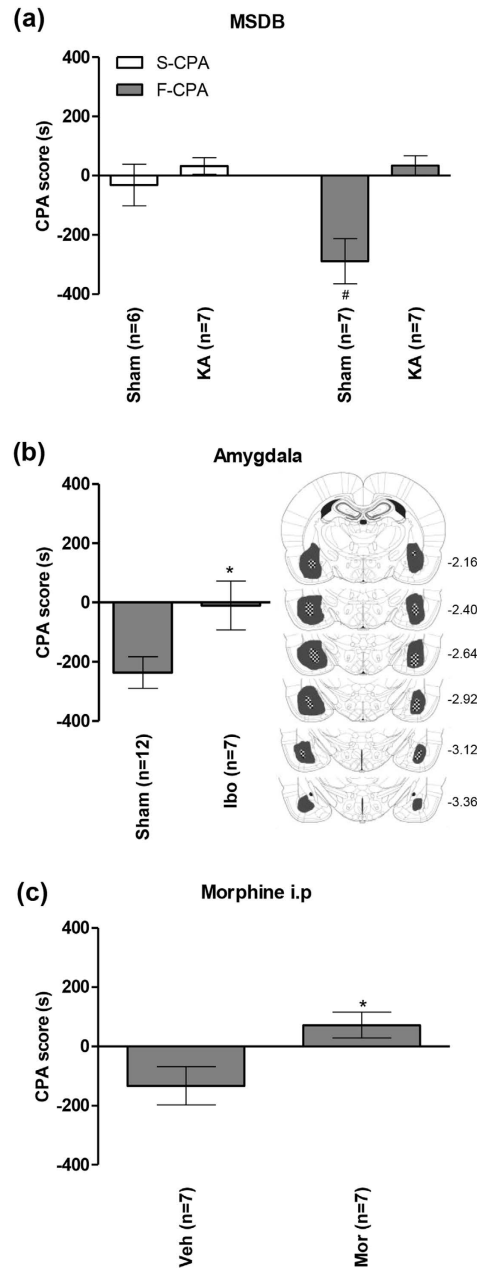 (a)
MSDB
S-CPA
F-CPA
CPA score (s)
400
200
0
-200
-400
#
Sham (n=6)
KA (n=7)
Sham (n=7)
KA (n=7)
(b)
Amygdala
CPA score (s)
400
200
0
-200
-400
*
Sham (n=12)
Ibo (n=7)
-2.16
-2.40
-2.64
-2.92
-3.12
-3.36
(c)
Morphine i.p
CPA score (s)
400
200
0
-200
-400
*
Veh (n=7)
Mor (n=7)